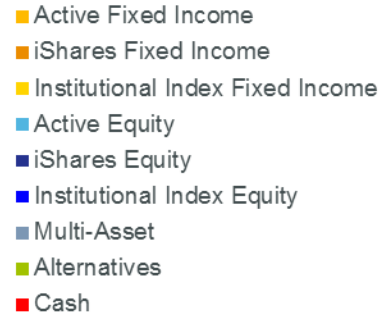 Active Fixed Income
iShares Fixed Income
Institutional Index Fixed Income
Active Equity
iShares Equity
Institutional Index Equity
Multi-Asset
Alternatives
Cash